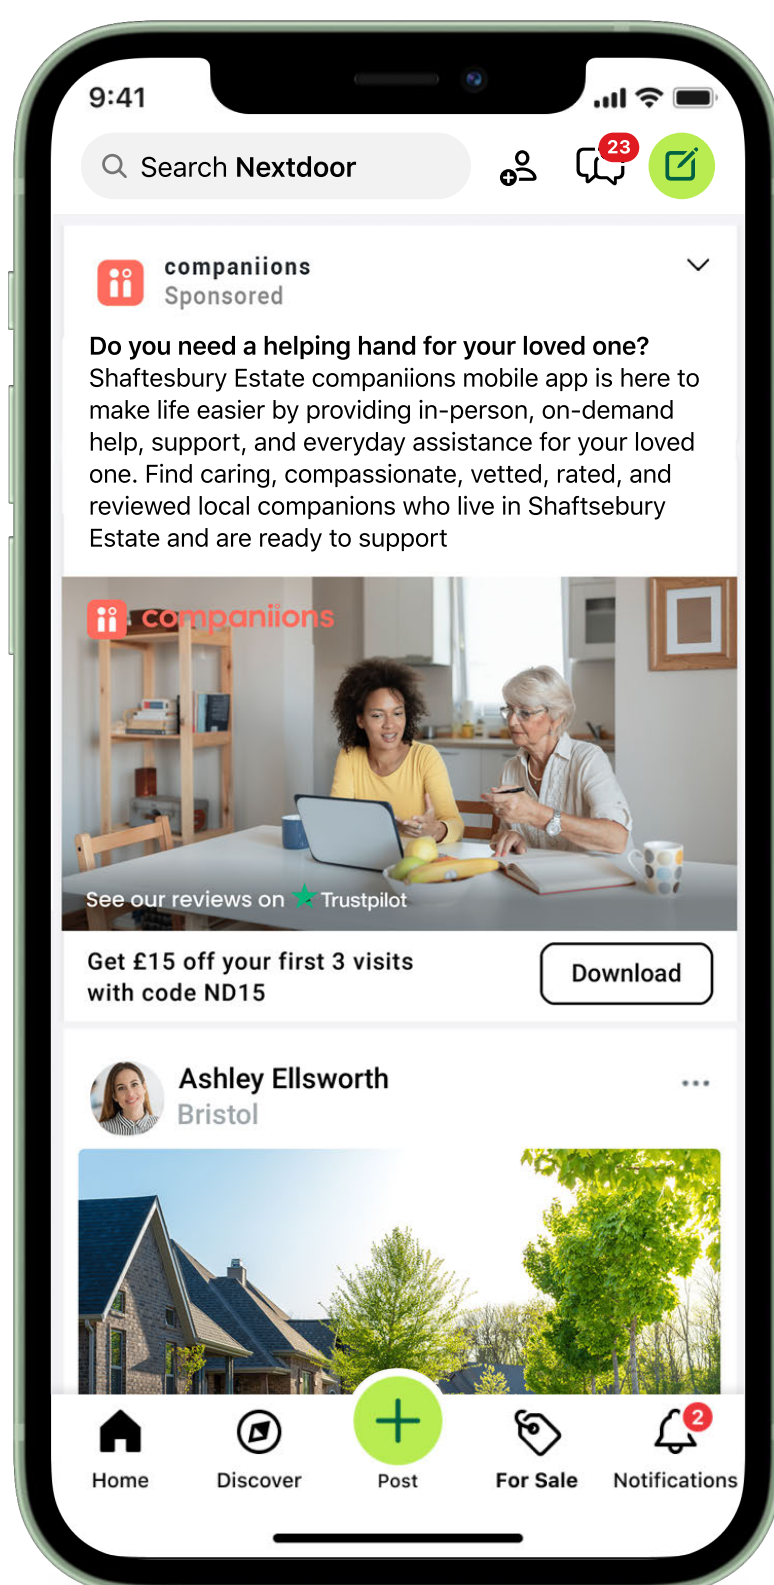 9:41
Search Nextdoor
23
companiions
Sponsored
Do you need a helping hand for your loved one?
Shaftesbury Estate companiions mobile app is here to
make life easier by providing in-person, on-demand
help, support, and everyday assistance for your loved
one. Find caring, compassionate, vetted, rated, and
reviewed local companions who live in Shaftsebury
Estate and are ready to support
companiions
See our reviews on Trustpilot
Get £15 off your first 3 visits
with code ND15
Download
Ashley Ellsworth
Bristol
2
Home Discover Post For Sale Notifications